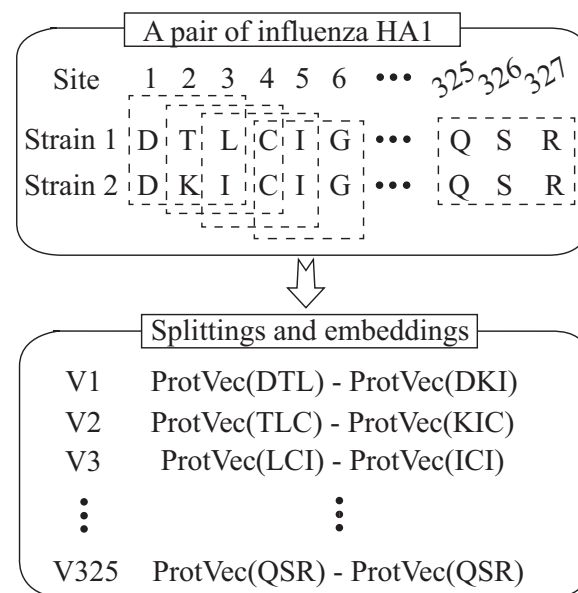 A pair of influenza HA1
Site 1 2 3 4 5 6 ••• 325 326 327
Strain 1 D T L C I G ••• Q S R
Strain 2 D K I C I G ••• Q S R
Splittings and embeddings
V1 ProtVec(DTL) - ProtVec(DKI)
V2 ProtVec(TLC) - ProtVec(KIC)
V3 ProtVec(LCI) - ProtVec(ICI)
V325 ProtVec(QSR) - ProtVec(QSR)